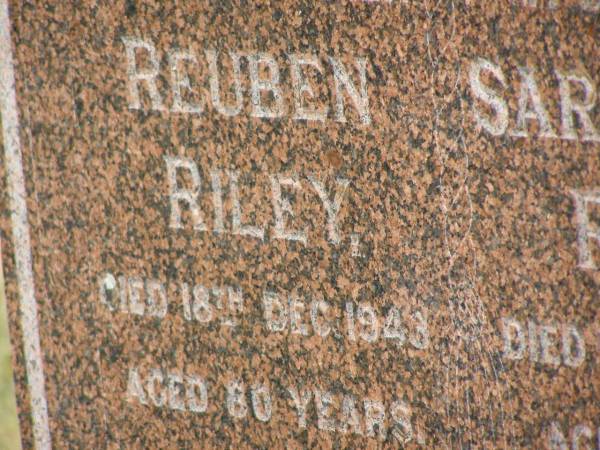 REUBEN
RILEY,
DIED 18TH DEC. 1943
AGED 80 YEARS.
SAR
DIED